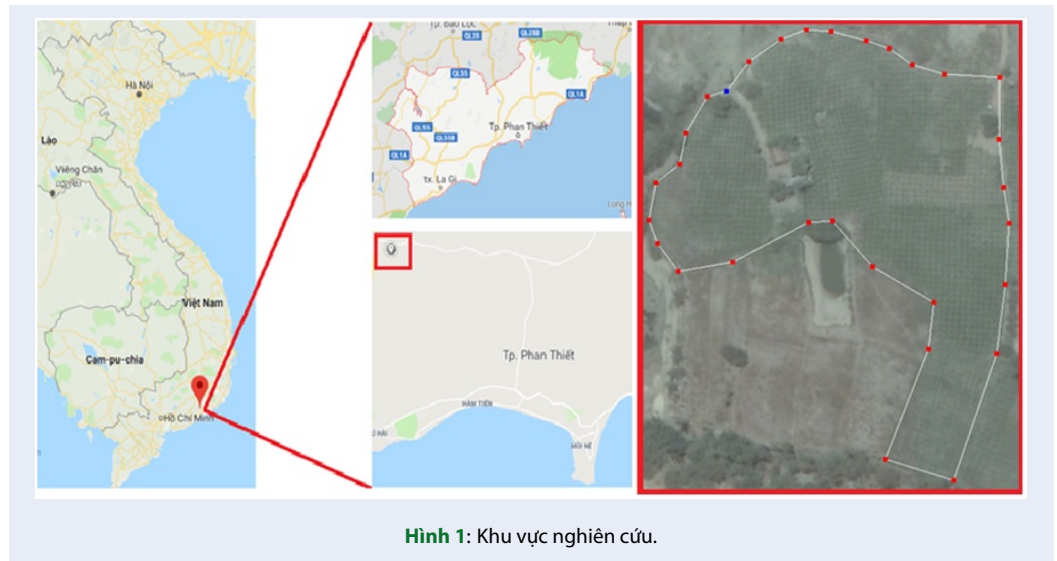 Hà Nội
Lào
Viêng Chăn
Việt Nam
Cam-pu-chia
Hồ Chí Minh
Tp. Bảo Lộc
QL20
QL28B
QL55
QL1A
QL55
QL55B
Tp. Phan Thiết
QL1A
tx. La Gi
Long H
Tp. Phan Thiết
HÀM TIẾN
MŨI NÉ
Hình 1: Khu vực nghiên cứu.